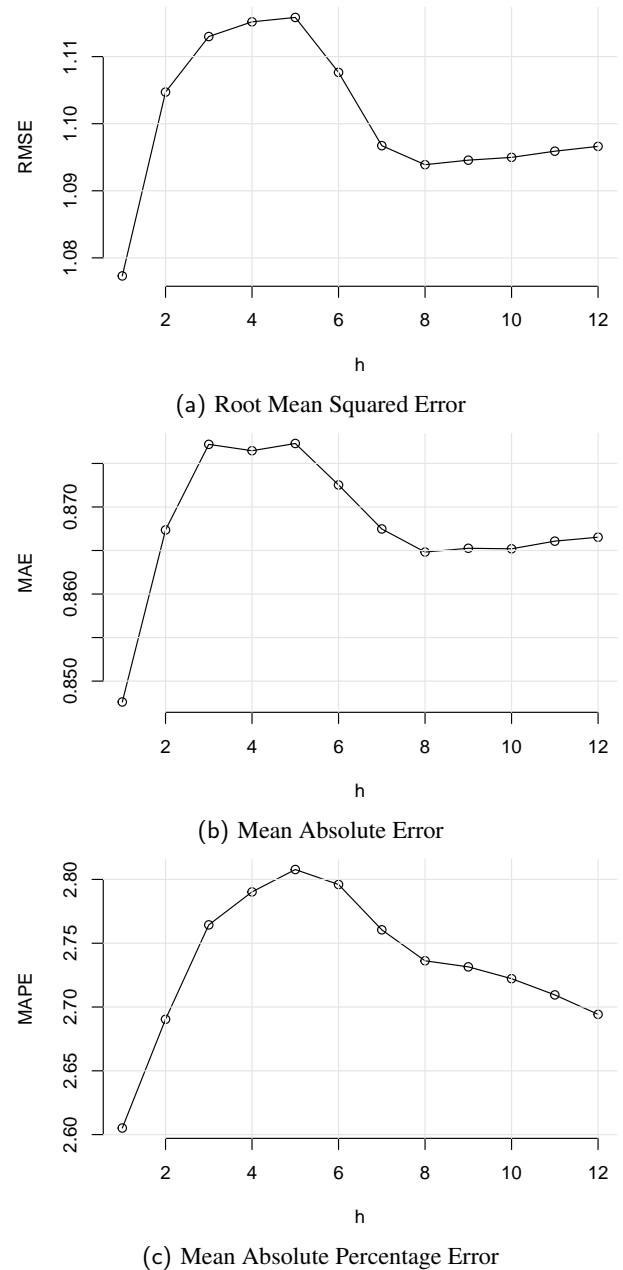 1.11
1.10
1.09
1.08
RMSE
2 4 6 8 10 12
h
(a) Root Mean Squared Error
0.870
0.860
0.850
MAE
2 4 6 8 10 12
h
(b) Mean Absolute Error
2.80
2.75
2.70
2.65
2.60
MAPE
2 4 6 8 10 12
h
(c) Mean Absolute Percentage Error